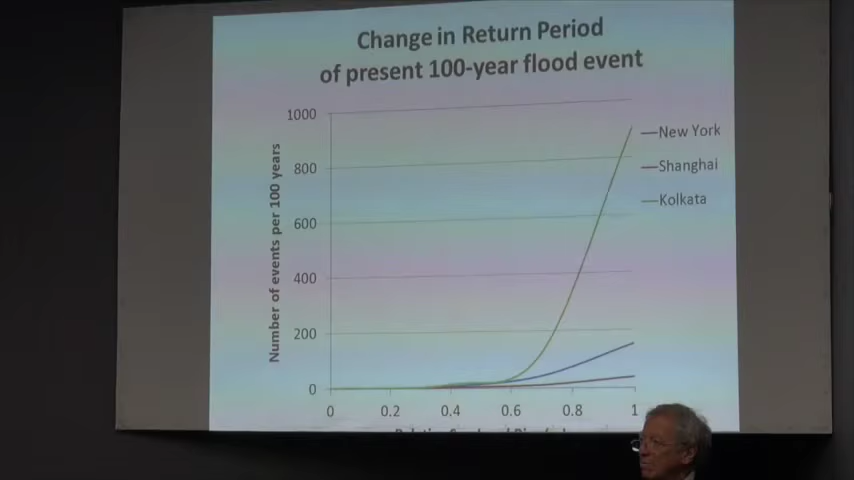 Change in Return Period
of present 100-year flood event
Number of events per 100 years
1000
800
600
400
200
0
0 0.2 0.4 0.6 0.8 1
New York
Shanghai
Kolkata